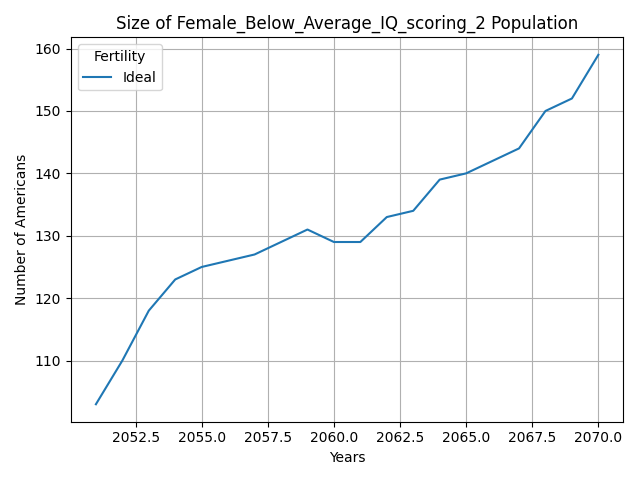 Size of Female_Below_Average_IQ_scoring_2 Population
Fertility
Ideal
160
150
140
130
120
110
Number of Americans
2052.5 2055.0 2057.5 2060.0 2062.5 2065.0 2067.5 2070.0
Years